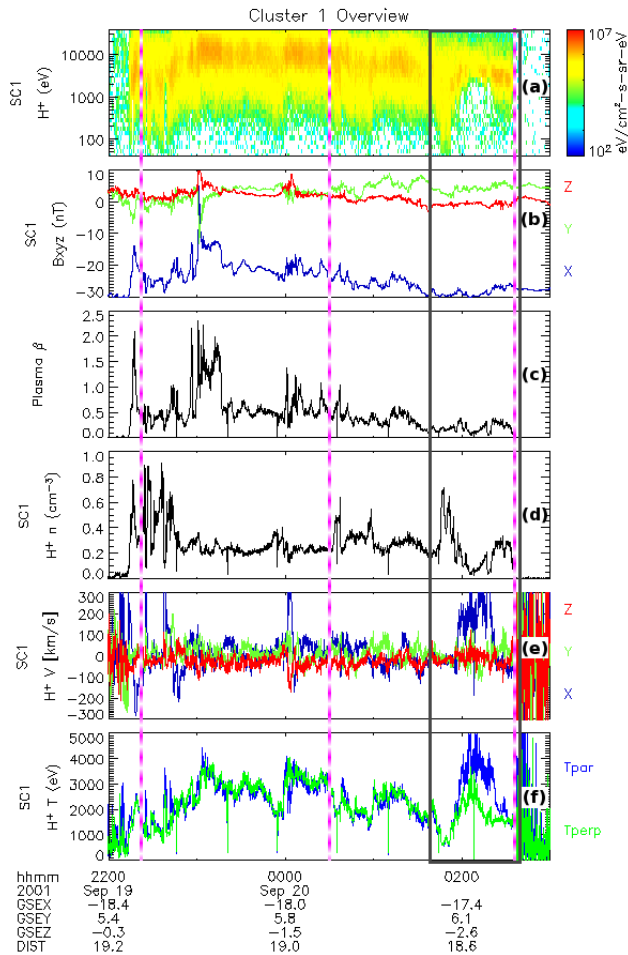 Cluster 1 Overview
SC1
H⁺ (eV)
10000
1000
100
(a)
10⁷
10²
eV/cm²-s-sr-eV
SC1
Bxyz (nT)
10
0
-10
-20
-30
(b)
Z
Y
X
Plasma β
2.5
2.0
1.5
1.0
0.5
0.0
(c)
SC1
H⁺ n (cm⁻³)
1.0
0.8
0.6
0.4
0.2
0.0
(d)
SC1
H⁺ V [km/s]
300
200
100
0
-100
-200
-300
(e)
Z
Y
X
SC1
H⁺ T (eV)
5000
4000
3000
2000
1000
0
(f)
Tpar
Tperp
hhmm 2200 0000 0200
2001 Sep 19 Sep 20
GSEX -18.4 -18.0 -17.4
GSEY 5.4 5.8 6.1
GSEZ -0.3 -1.5 -2.6
DIST 19.2 19.0 18.6